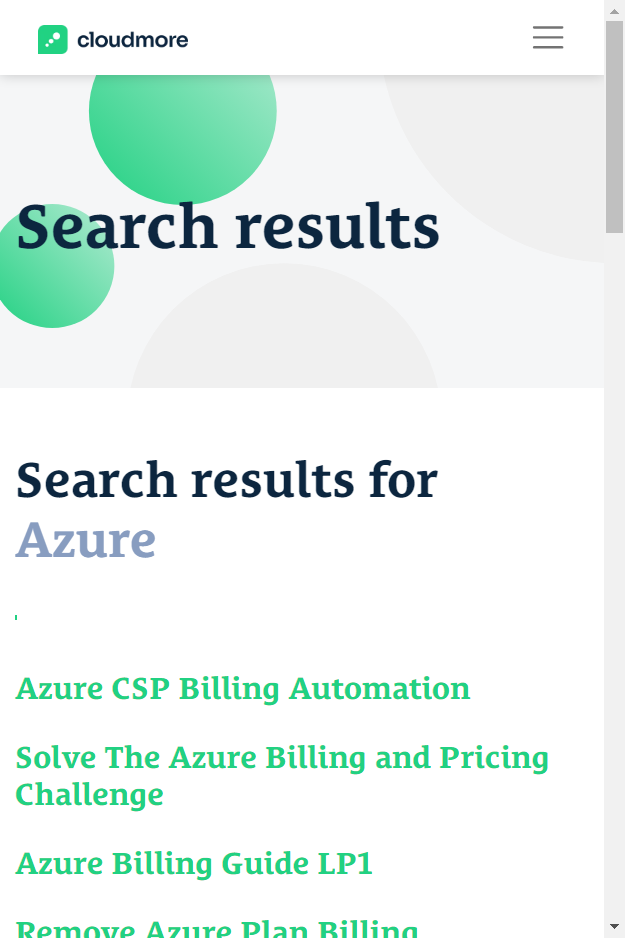 cloudmore
Search results
Search results for
Azure
Azure CSP Billing Automation
Solve The Azure Billing and Pricing
Challenge
Azure Billing Guide LP1
Remove Azure Plan Billing